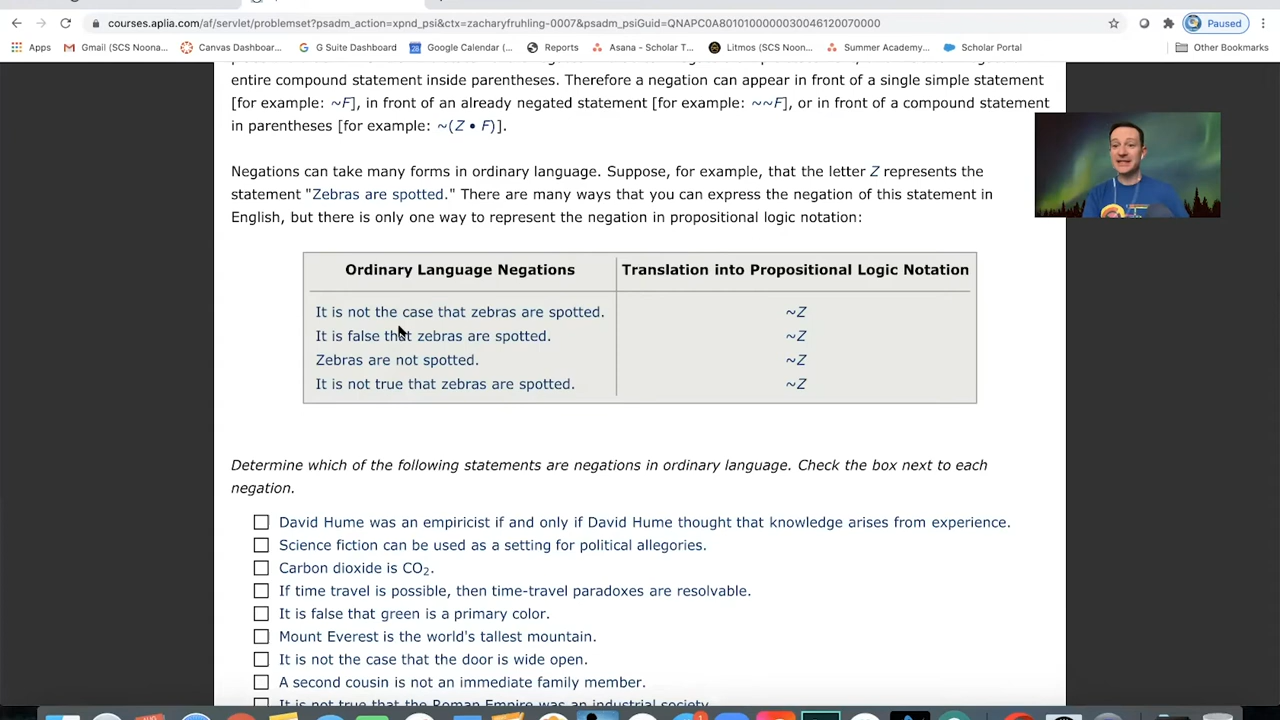 courses.aplia.com/af/servlet/problemset?psadm_action=xpnd_psi&ctx=zacharyfruhling-0007&psadm_psiGuid=QNAPC0A80101000000030046120070000
Paused
Apps
Gmail (SCS Noona...
Canvas Dashboar...
G Suite Dashboard
Google Calendar (...
Reports
Asana - Scholar T...
Litmos (SCS Noon...
Summer Academy...
Scholar Portal
Other Bookmarks
entire compound statement inside parentheses. Therefore a negation can appear in front of a single simple statement
[for example: ~F], in front of an already negated statement [for example: ~~F], or in front of a compound statement
in parentheses [for example: ~(Z • F)].
Negations can take many forms in ordinary language. Suppose, for example, that the letter Z represents the
statement "Zebras are spotted." There are many ways that you can express the negation of this statement in
English, but there is only one way to represent the negation in propositional logic notation:
Ordinary Language Negations Translation into Propositional Logic Notation
It is not the case that zebras are spotted. ~Z
It is false that zebras are spotted. ~Z
Zebras are not spotted. ~Z
It is not true that zebras are spotted. ~Z
Determine which of the following statements are negations in ordinary language. Check the box next to each
negation.
David Hume was an empiricist if and only if David Hume thought that knowledge arises from experience.
Science fiction can be used as a setting for political allegories.
Carbon dioxide is CO₂.
If time travel is possible, then time-travel paradoxes are resolvable.
It is false that green is a primary color.
Mount Everest is the world's tallest mountain.
It is not the case that the door is wide open.
A second cousin is not an immediate family member.
It is not true that the Roman Empire was an industrial society.